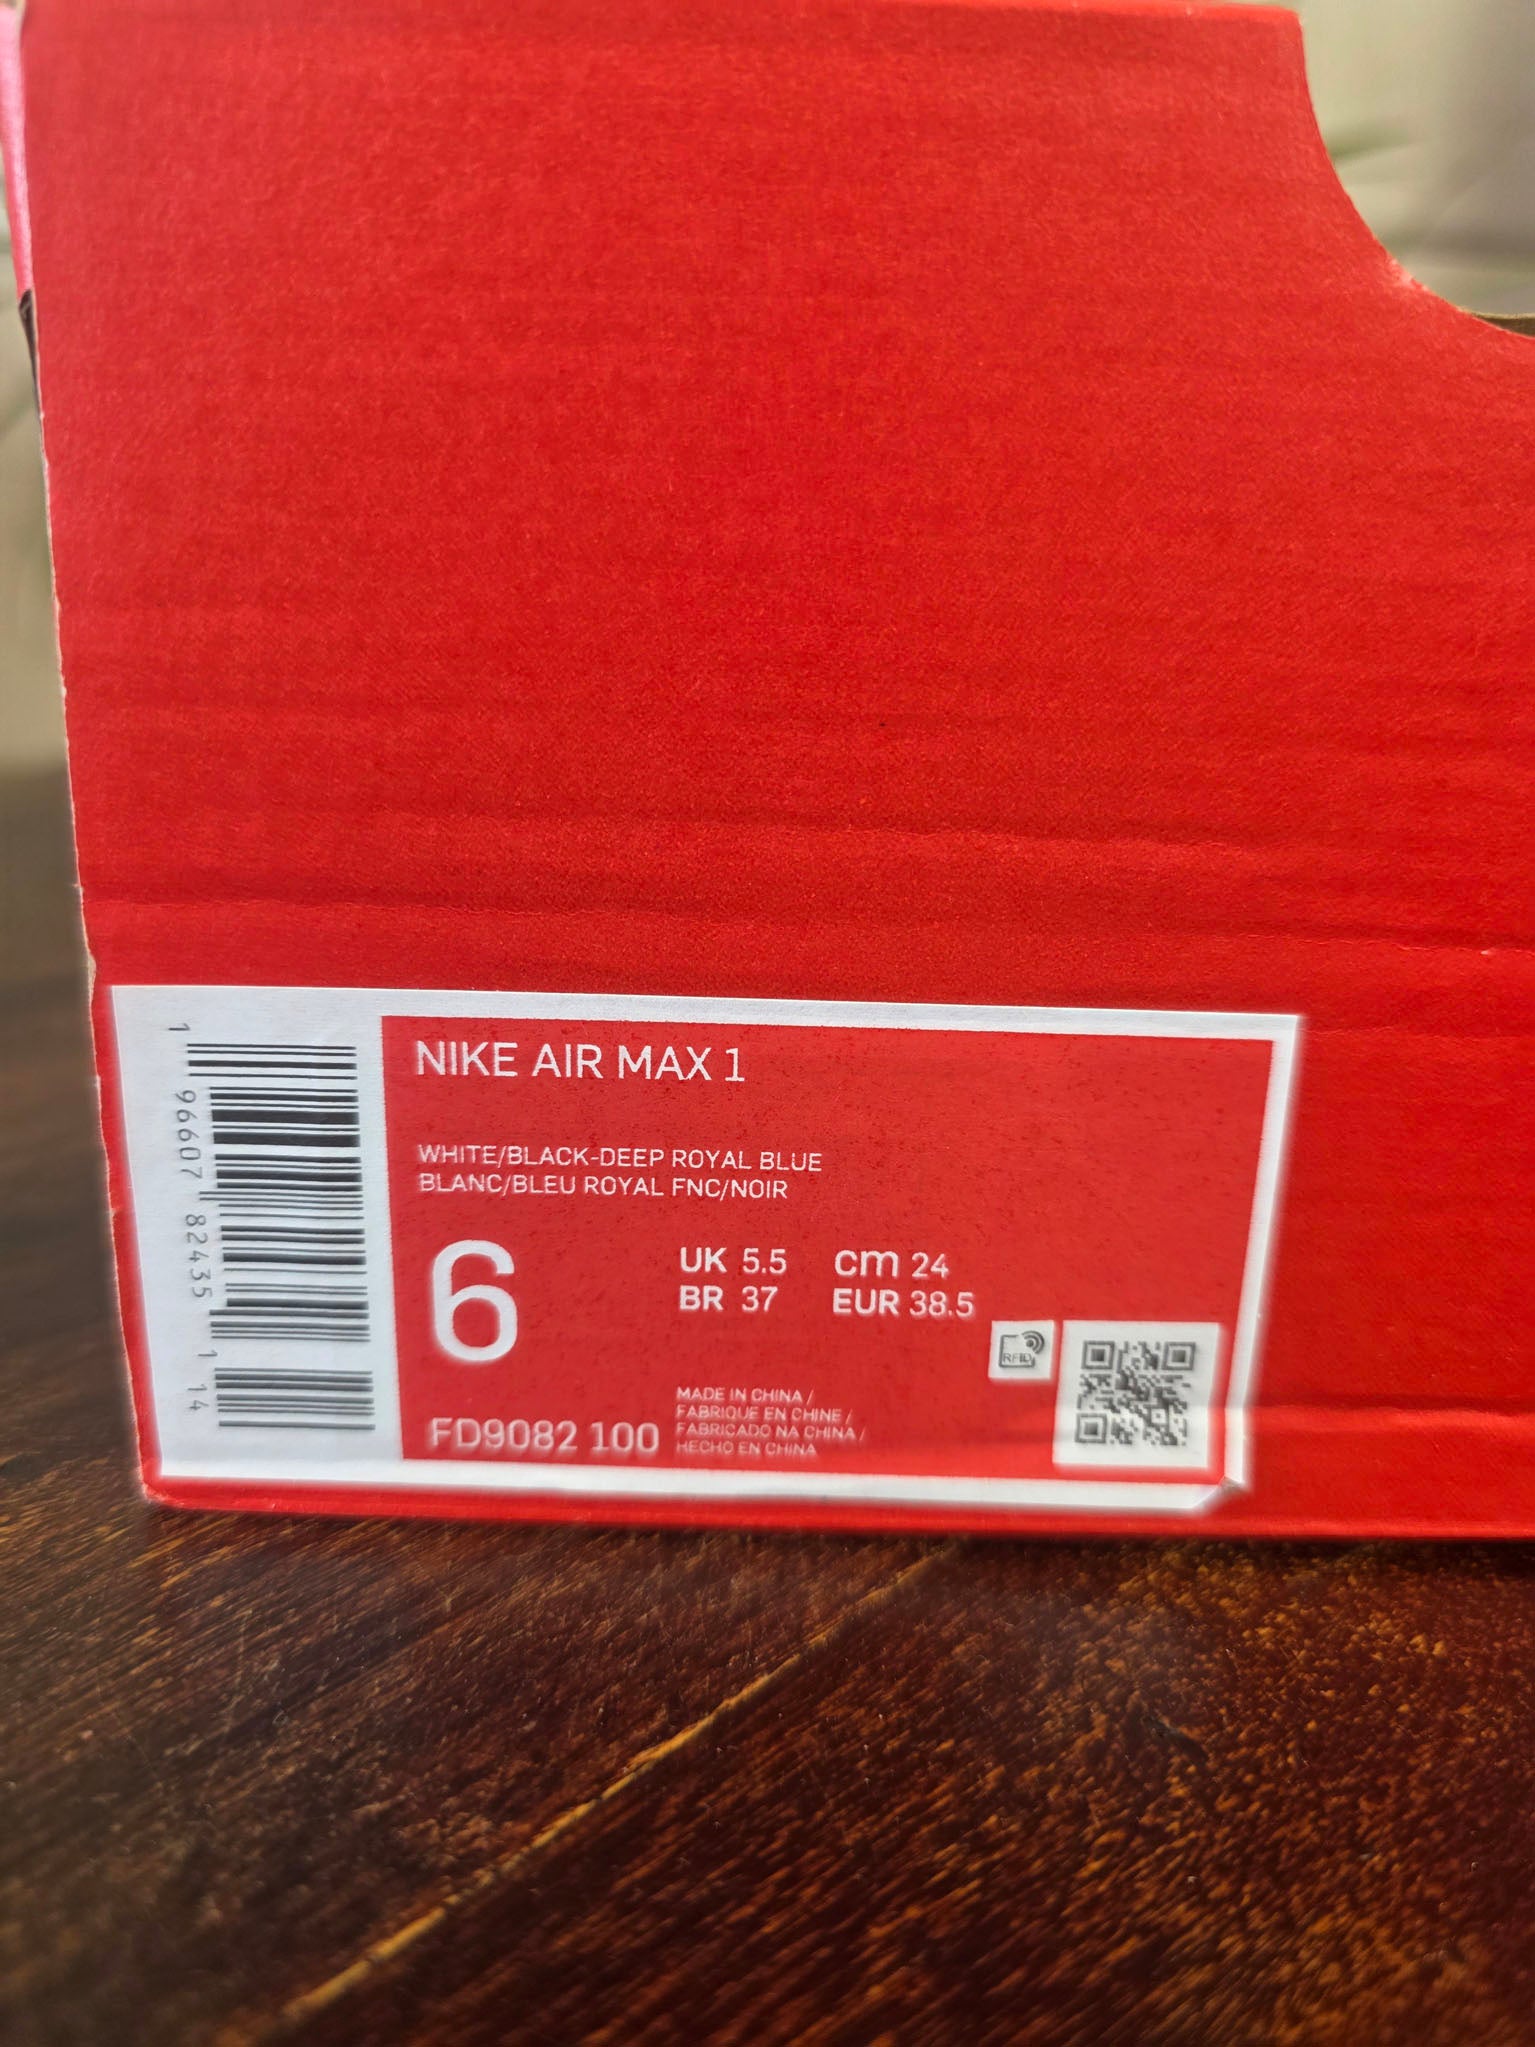 NIKE AIR MAX 1
WHITE/BLACK-DEEP ROYAL BLUE
BLANC/BLEU ROYAL FNC/NOIR
6
UK 5.5 cm 24
BR 37 EUR 38.5
FD9082 100
MADE IN CHINA /
FABRIQUE EN CHINE /
FABRICADO NA CHINA /
HECHO EN CHINA
RFID
1 96607 82435 1 14